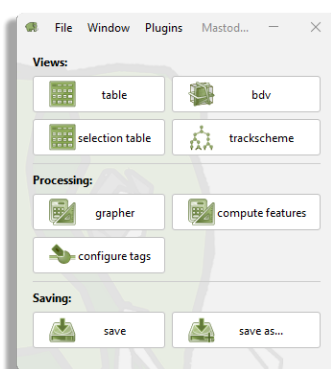 File Window Plugins Mastod...
Views:
table bdv
selection table trackscheme
Processing:
grapher compute features
configure tags
Saving:
save save as...